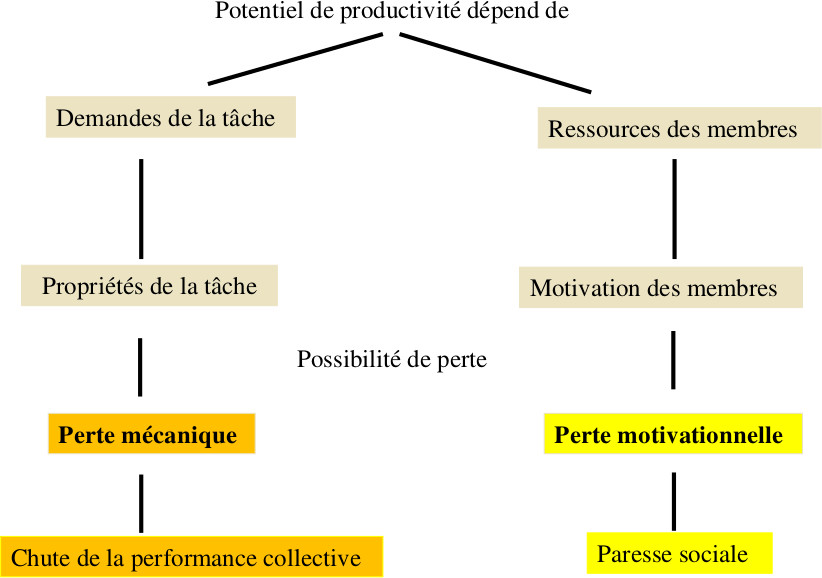 Potentiel de productivité dépend de
Demandes de la tâche
Ressources des membres
Propriétés de la tâche
Motivation des membres
Possibilité de perte
Perte mécanique
Perte motivationnelle
Chute de la performance collective
Paresse sociale